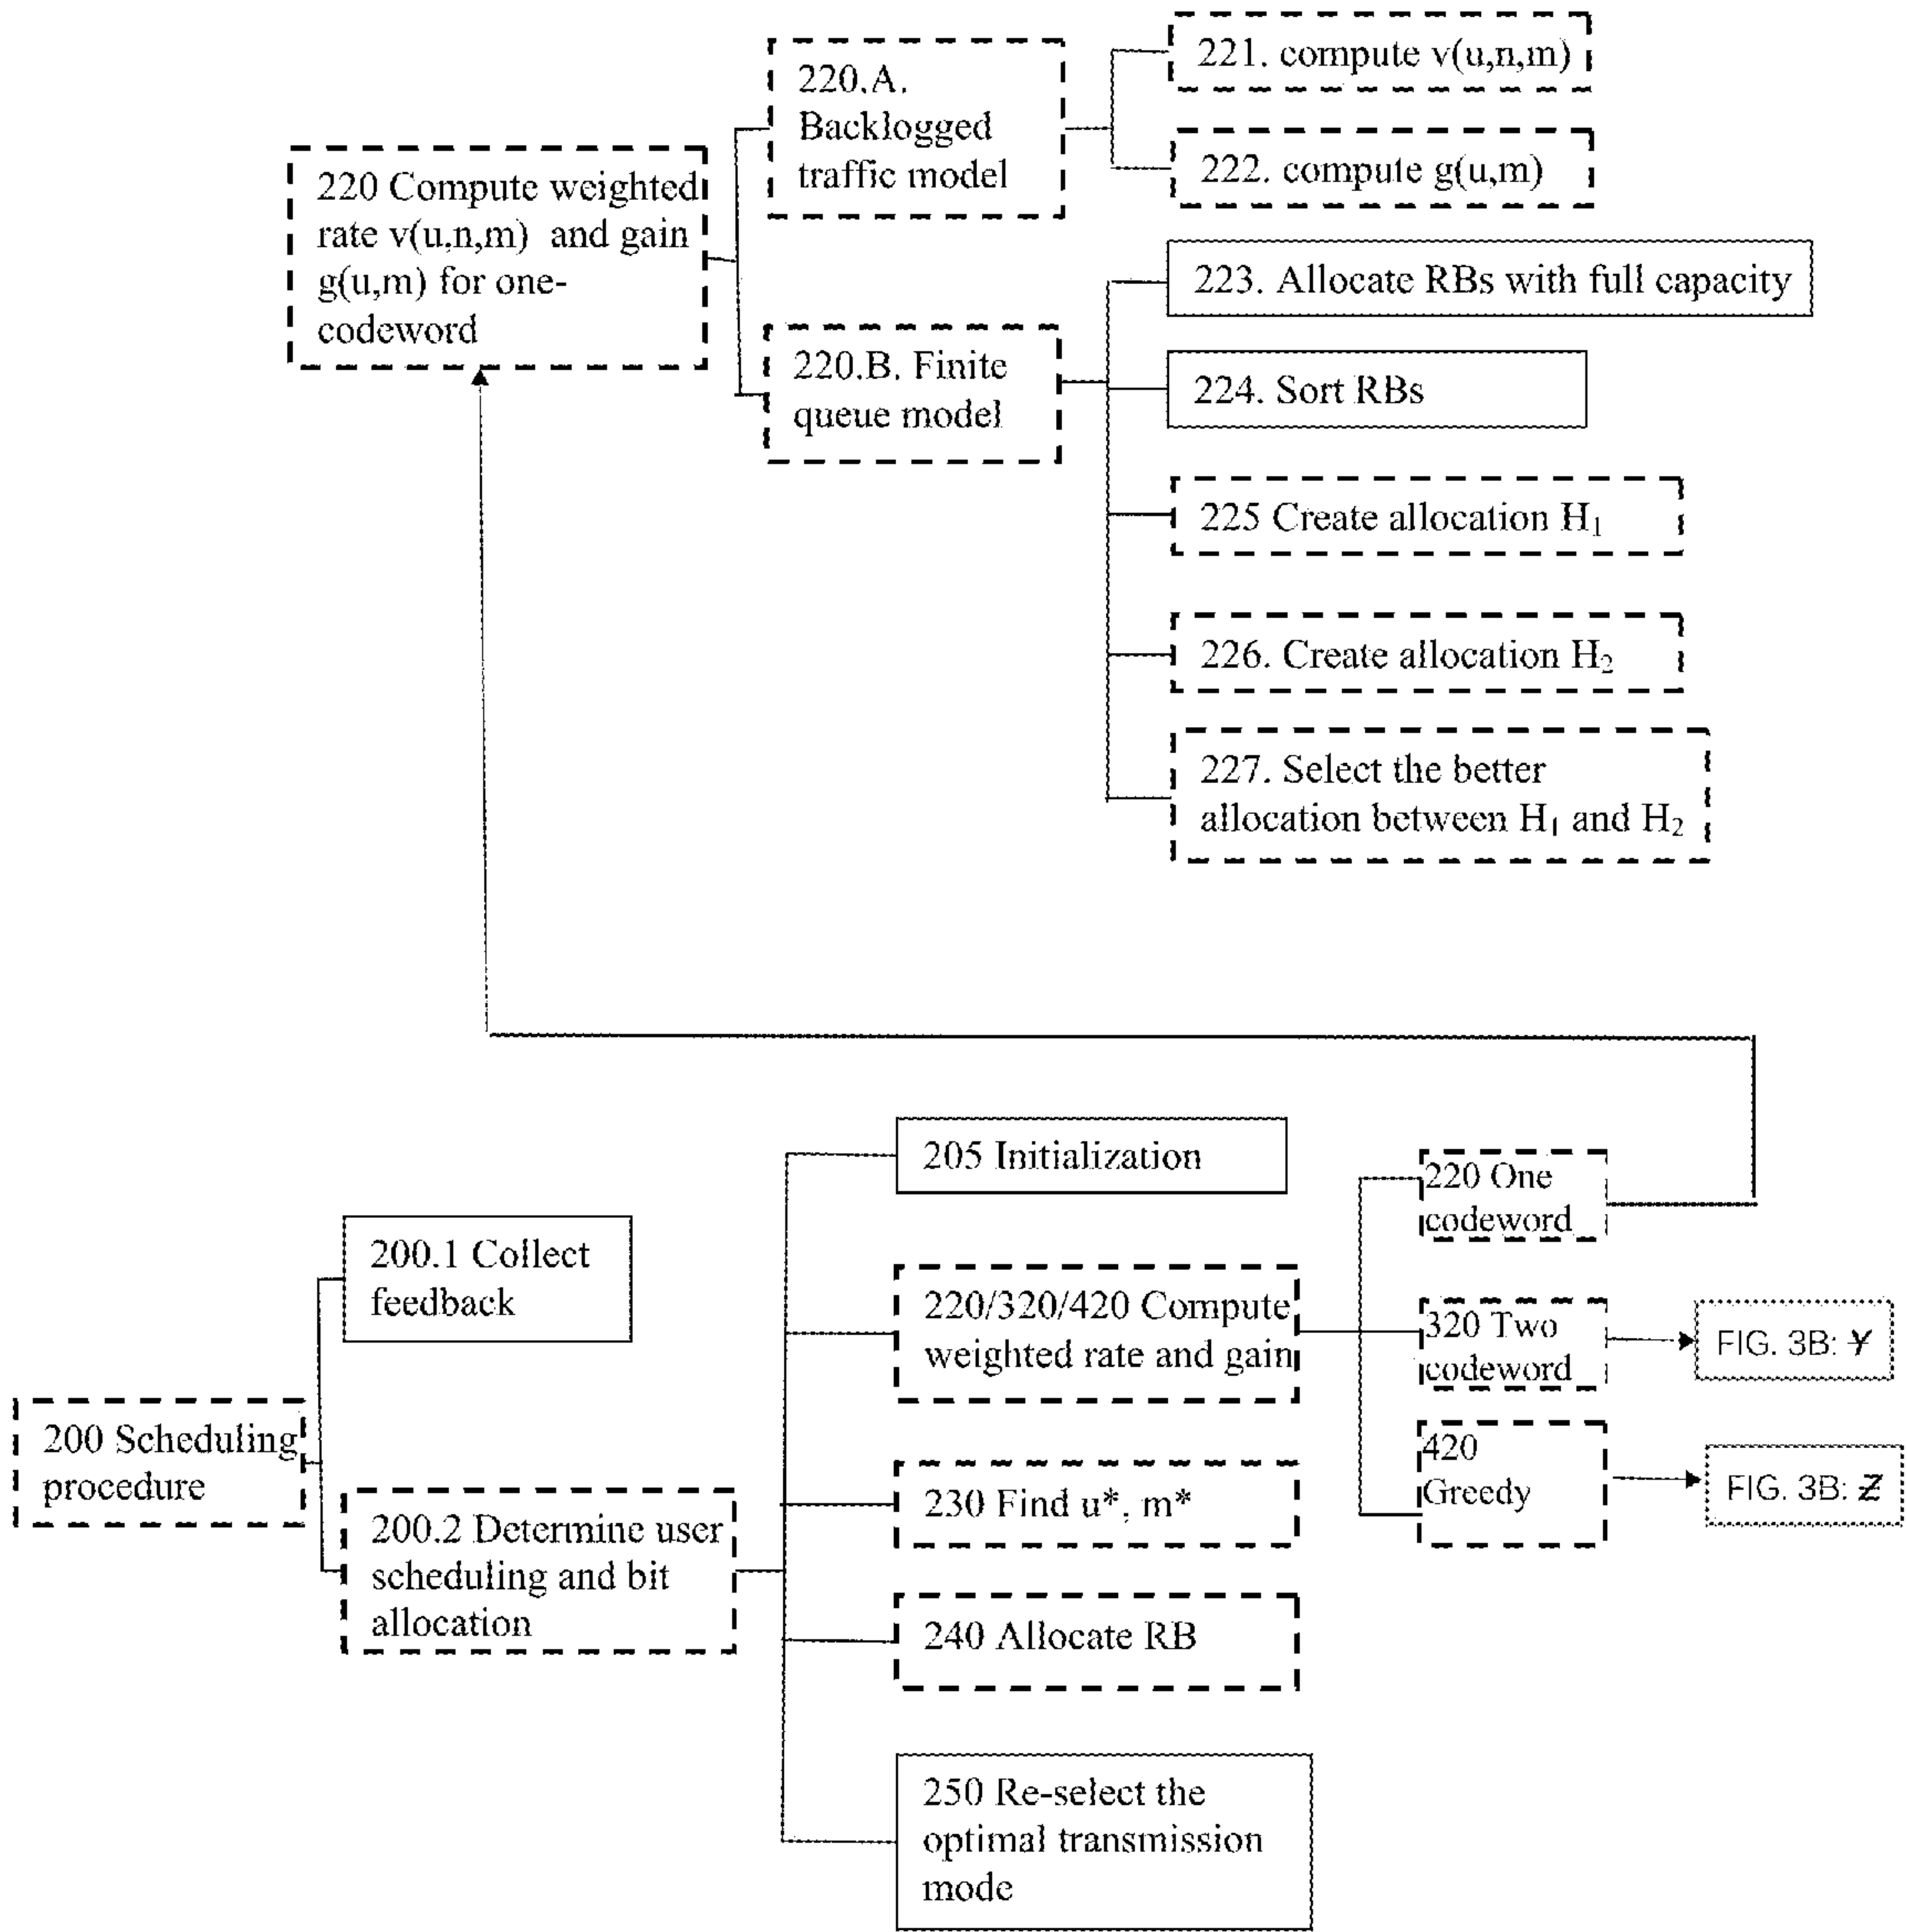 221. compute v(u,n,m)
220.A.
Backlogged
traffic model
222. compute g(u,m)
220 Compute weighted
rate v(u,n,m) and gain
g(u,m) for one-
codeword
223. Allocate RBs with full capacity
220.B. Finite
queue model
224. Sort RBs
225 Create allocation H₁
226. Create allocation H₂
227. Select the better
allocation between H₁ and H₂
205 Initialization
220 One
codeword
200.1 Collect
feedback
220/320/420 Compute
weighted rate and gain
320 Two
codeword
FIG. 3B: Y
200 Scheduling
procedure
420
Greedy
FIG. 3B: Z
230 Find u*, m*
200.2 Determine user
scheduling and bit
allocation
240 Allocate RB
250 Re-select the
optimal transmission
mode